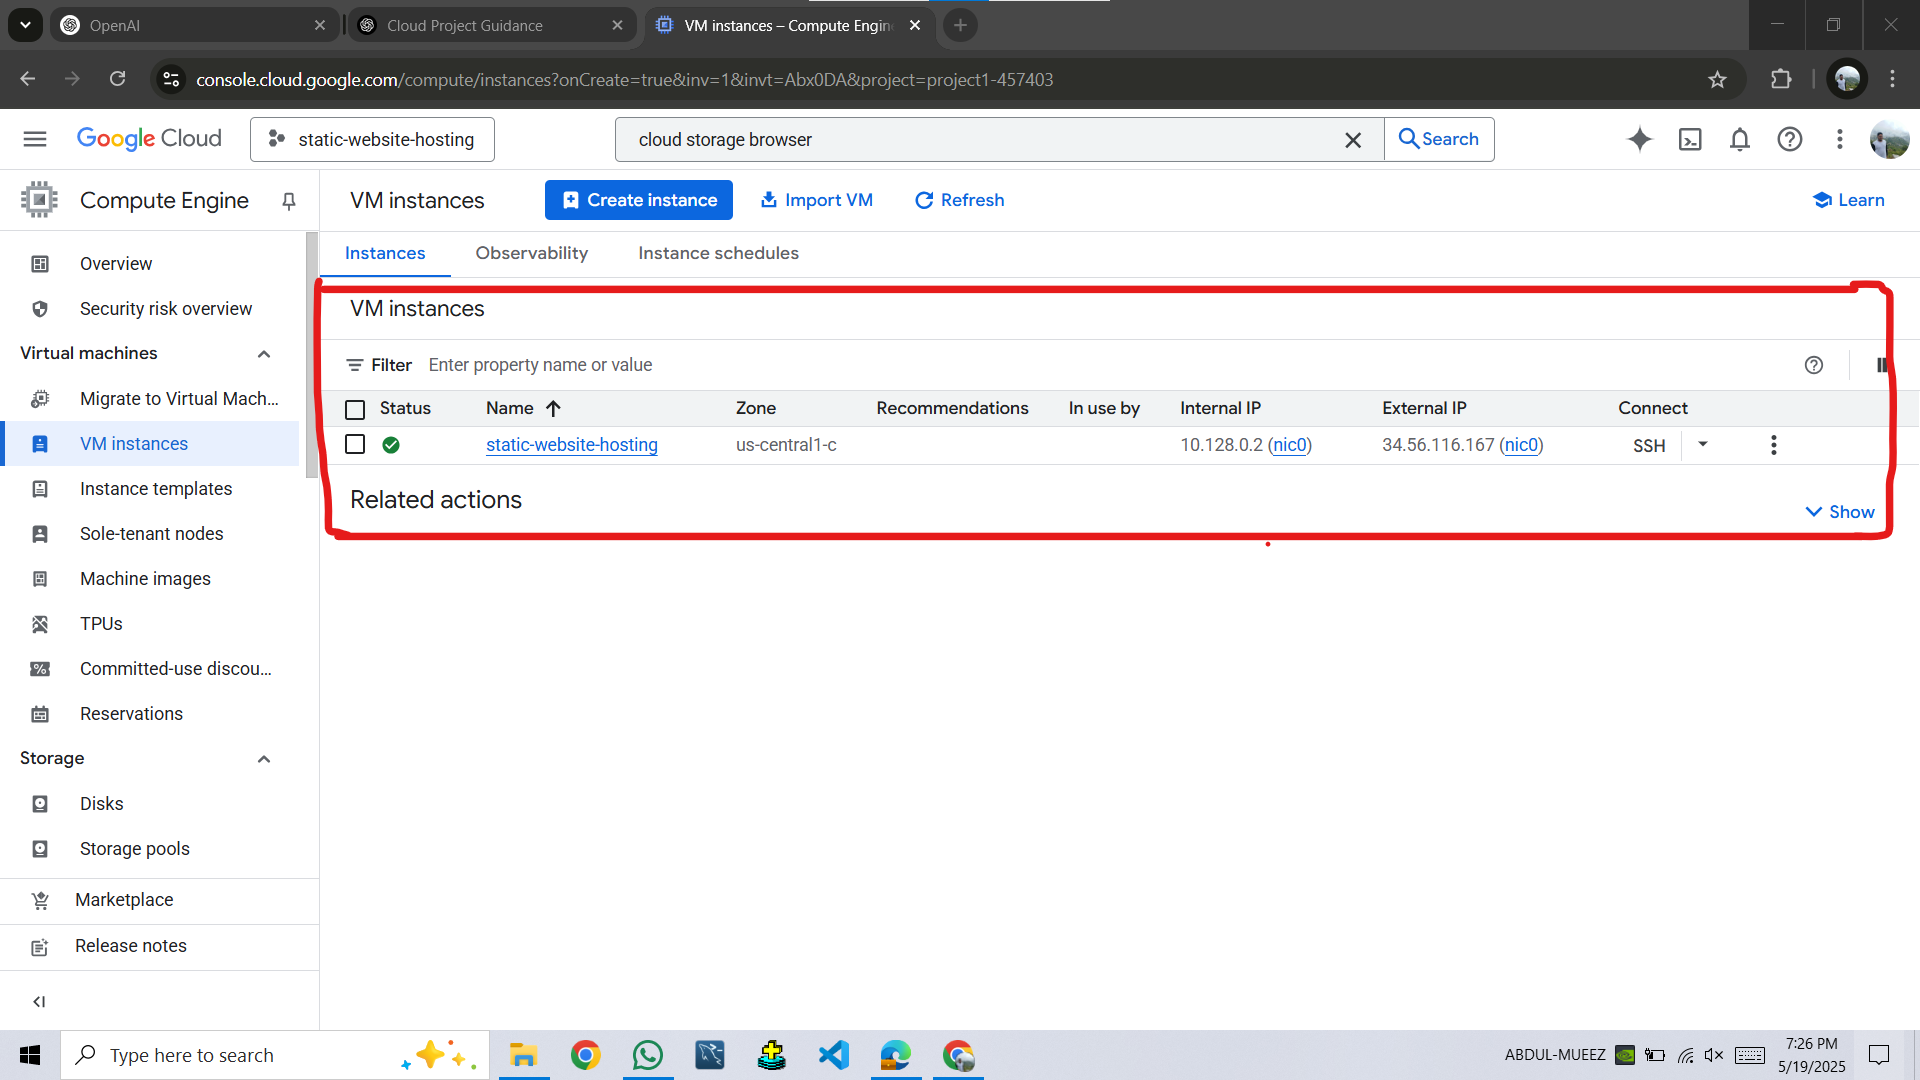 OpenAI
Cloud Project Guidance
VM instances – Compute Engin
console.cloud.google.com/compute/instances?onCreate=true&inv=1&invt=Abx0DA&project=project1-457403
Google Cloud
static-website-hosting
cloud storage browser
Search
Compute Engine
VM instances
Create instance
Import VM
Refresh
Learn
Overview
Security risk overview
Virtual machines
Migrate to Virtual Mach...
VM instances
Instance templates
Sole-tenant nodes
Machine images
TPUs
Committed-use discou...
Reservations
Storage
Disks
Storage pools
Marketplace
Release notes
Instances Observability Instance schedules
VM instances
Filter Enter property name or value
Status Name Zone Recommendations In use by Internal IP External IP Connect
static-website-hosting us-central1-c 10.128.0.2 (nic0) 34.56.116.167 (nic0) SSH
Related actions
Show
Type here to search
ABDUL-MUEEZ
7:26 PM
5/19/2025